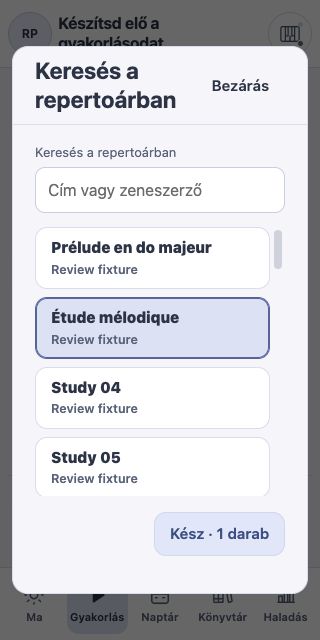 RP
Készítsd elő a
gyakorlásodat
Keresés a
repertoárban
Bezárás
Keresés a repertoárban
Cím vagy zeneszerző
Prélude en do majeur
Review fixture
Étude mélodique
Review fixture
Study 04
Review fixture
Study 05
Review fixture
Kész · 1 darab
Ma
Gyakorlás
Naptár
Könyvtár
Haladás